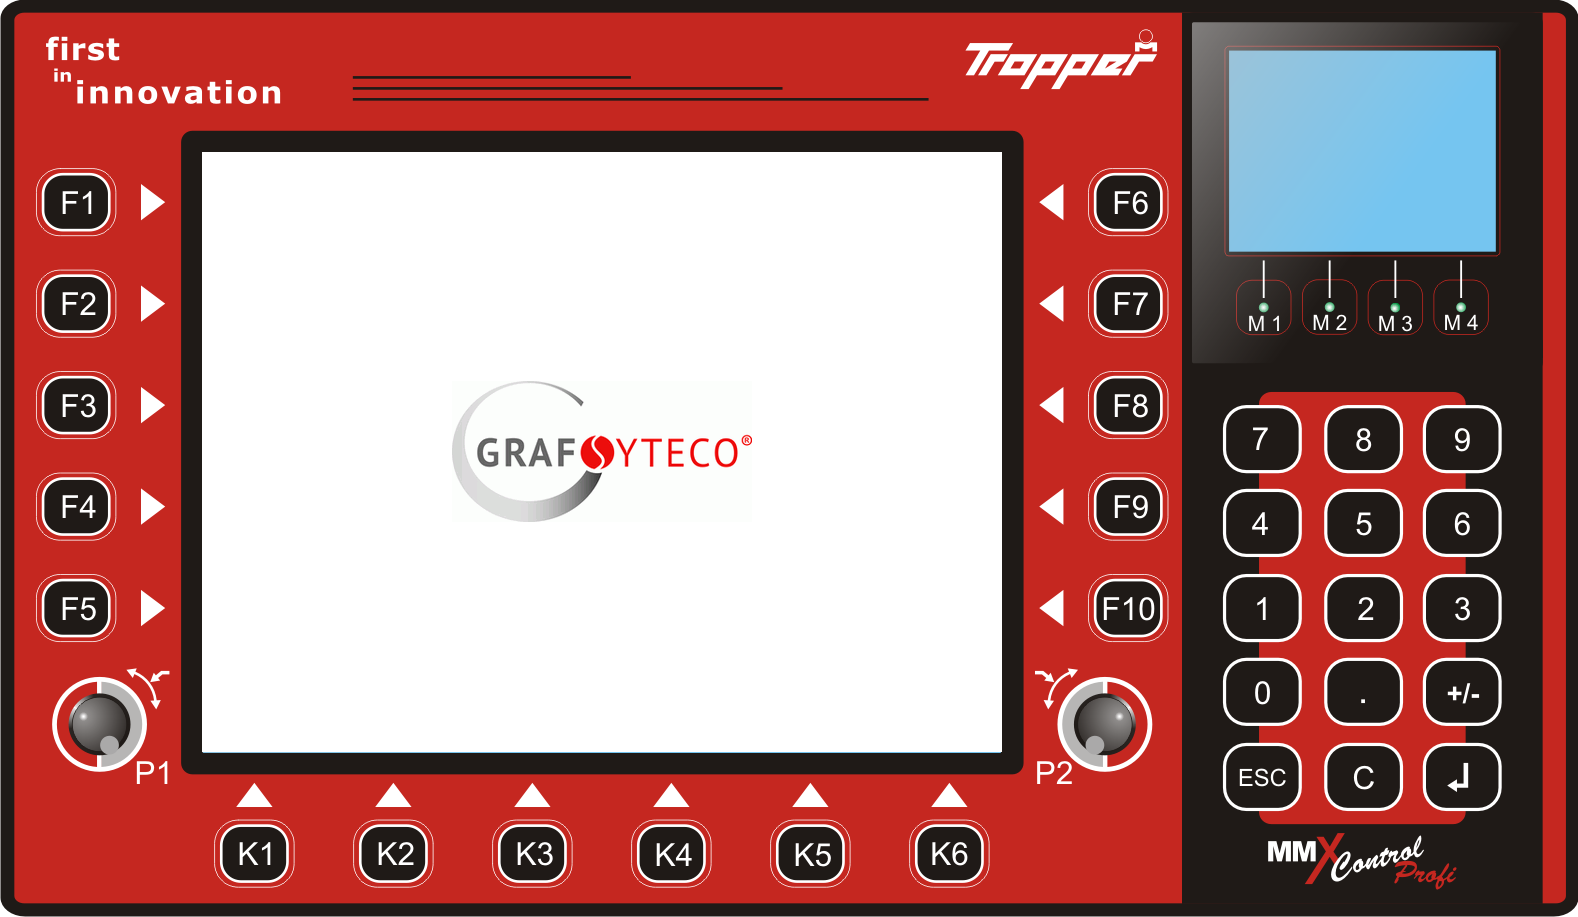 first
in
innovation
Tropper
F1
F2
F3
F4
F5
P1
GRAFSYTECO®
F6
F7
F8
F9
F10
P2
K1 K2 K3 K4 K5 K6
M 1 M 2 M 3 M 4
7 8 9
4 5 6
1 2 3
0 . +/-
ESC C ↵
MMX Control
Profi